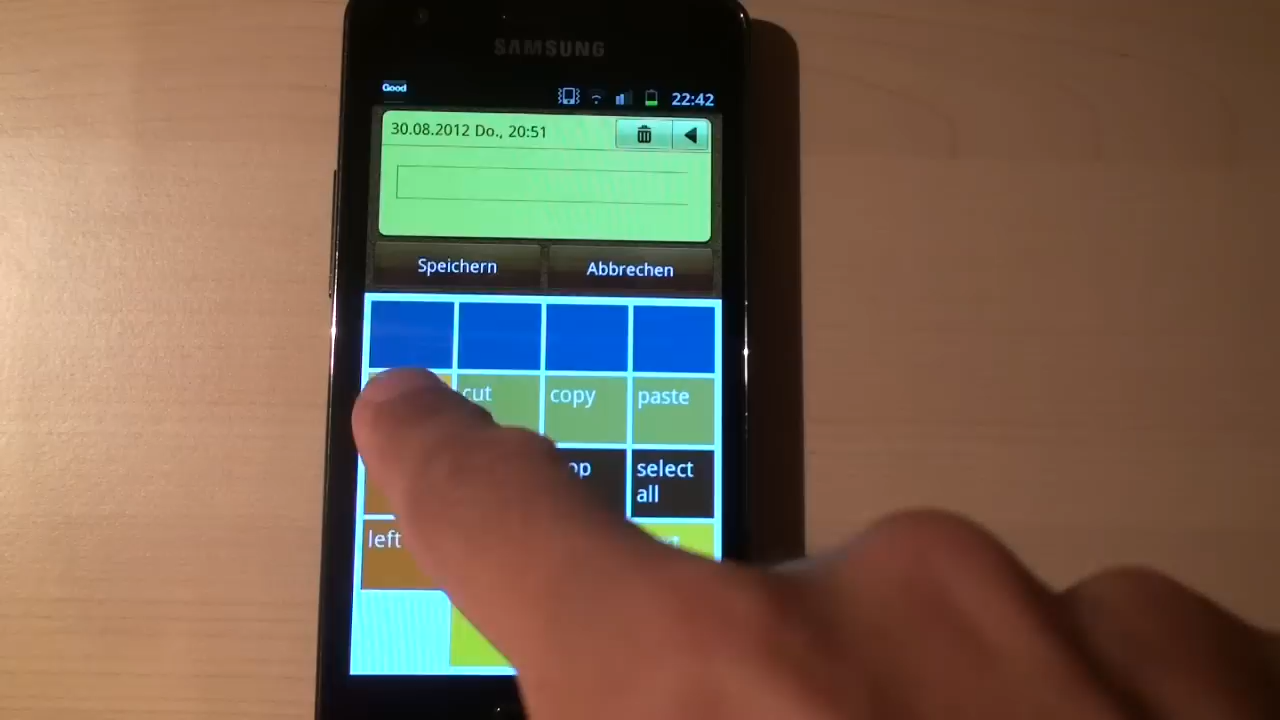 SAMSUNG
Good
22:42
30.08.2012 Do., 20:51
Speichern
Abbrechen
cut
copy
paste
select
all
left